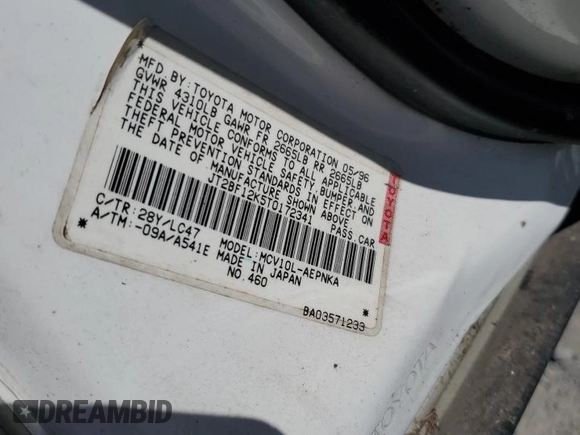 MFD. BY: TOYOTA MOTOR CORPORATION 05/96
GVWR 4310LB GAWR FR 2665LB RR 2665LB
THIS VEHICLE CONFORMS TO ALL APPLICABLE
FEDERAL MOTOR VEHICLE SAFETY, BUMPER, AND
THEFT PREVENTION STANDARDS IN EFFECT ON
THE DATE OF MANUFACTURE SHOWN ABOVE.
JT2BF12K5T0172341 PASS. CAR
TOYOTA
C/TR: 28Y/LC47 MODEL: MCV10L-AEPNKA
A/TM: -09A/A541E MADE IN JAPAN
NO. 460
* BA03571233 *
TOYOTA
DREAMBID